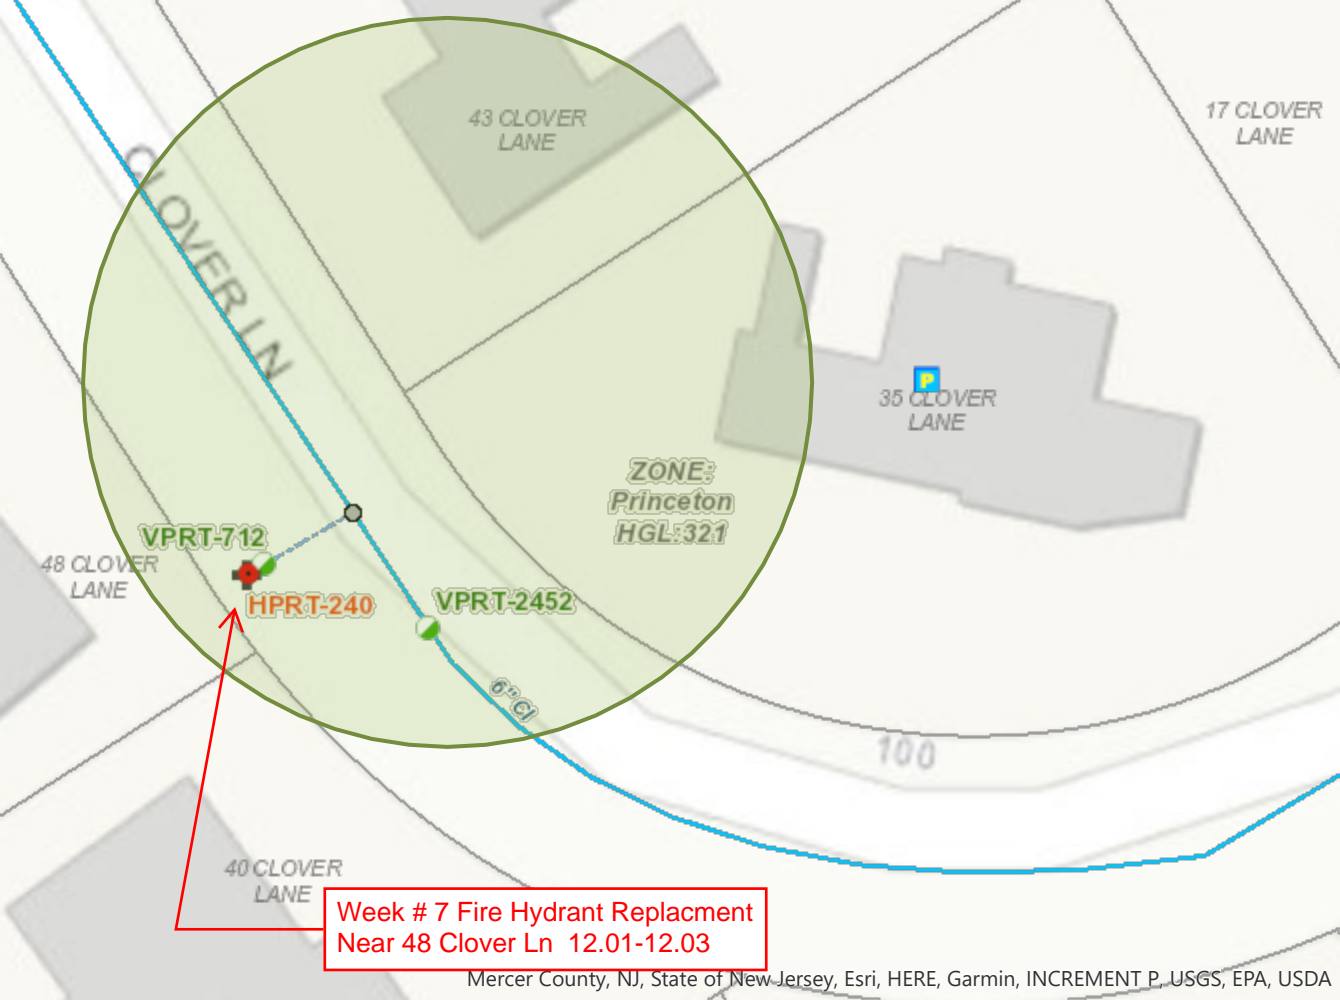 43 CLOVER
LANE
17 CLOVER
LANE
CLOVER LN
P
35 CLOVER
LANE
ZONE:
Princeton
HGL:321
VPRT-712
48 CLOVER
LANE
HPRT-240
VPRT-2452
6"CI
100
40 CLOVER
LANE
Week # 7 Fire Hydrant Replacment
Near 48 Clover Ln 12.01-12.03
Mercer County, NJ, State of New Jersey, Esri, HERE, Garmin, INCREMENT P, USGS, EPA, USDA